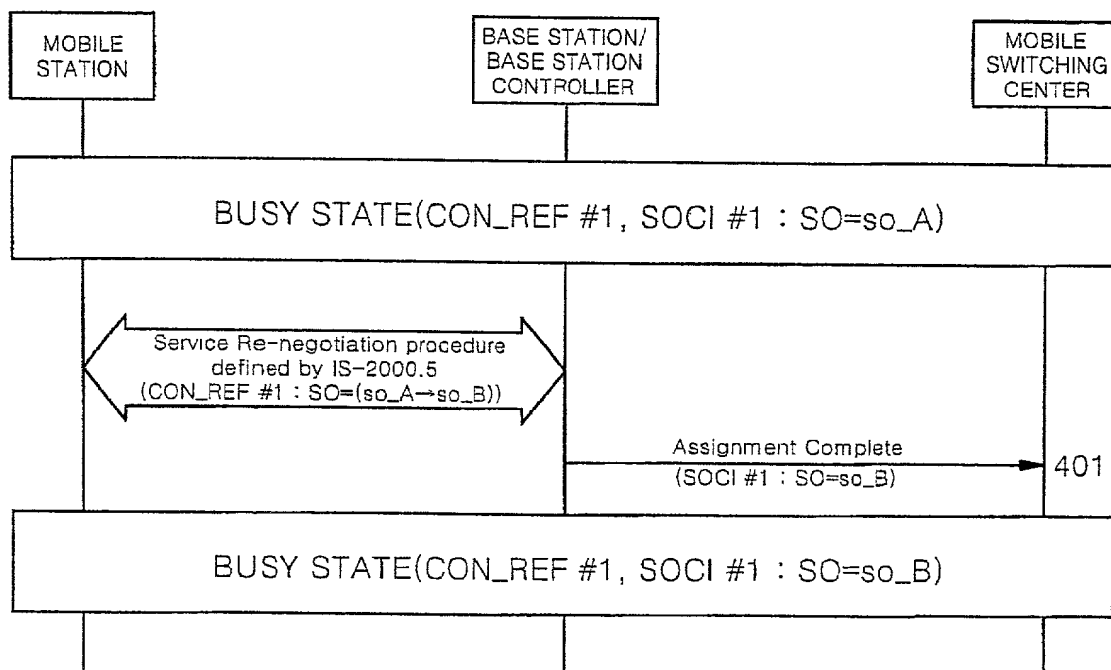 MOBILE
STATION
BASE STATION/
BASE STATION
CONTROLLER
MOBILE
SWITCHING
CENTER
BUSY STATE(CON_REF #1, SOCI #1 : SO=so_A)
Service Re-negotiation procedure
defined by IS-2000.5
(CON_REF #1 : SO=(so_A→so_B))
Assignment Complete
(SOCI #1 : SO=so_B)
401
BUSY STATE(CON_REF #1, SOCI #1 : SO=so_B)